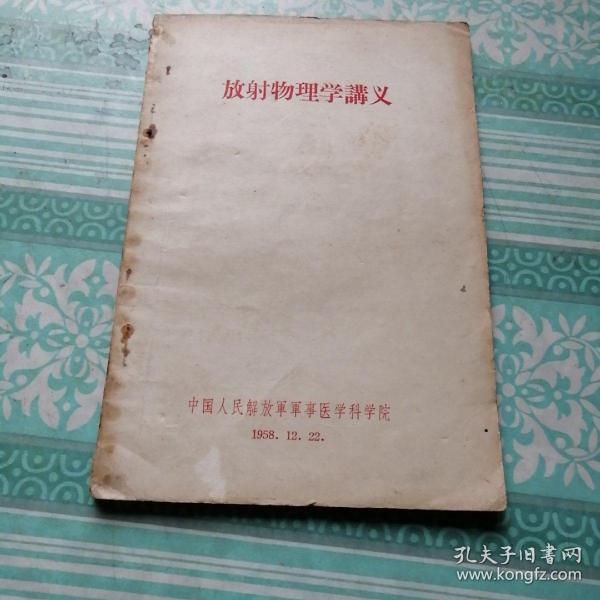 放射物理学講义
中国人民解放軍軍事医学科学院
1958. 12. 22.
孔夫子旧書网
www.kongfz.com